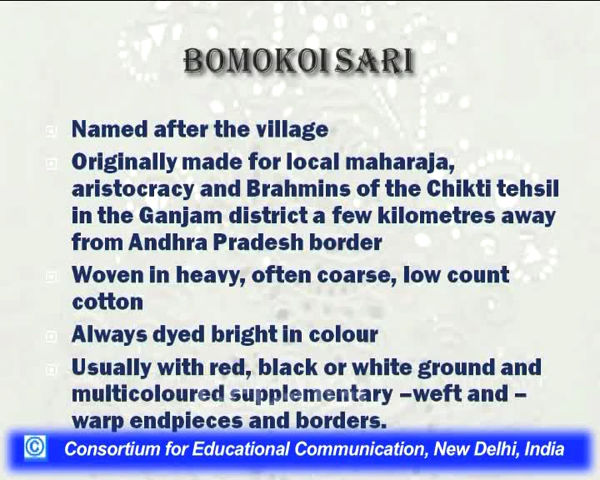 BOMOKOI SARI
Named after the village
Originally made for local maharaja,
aristocracy and Brahmins of the Chikti tehsil
in the Ganjam district a few kilometres away
from Andhra Pradesh border
Woven in heavy, often coarse, low count
cotton
Always dyed bright in colour
Usually with red, black or white ground and
multicoloured supplementary –weft and –
warp endpieces and borders.
© Consortium for Educational Communication, New Delhi, India